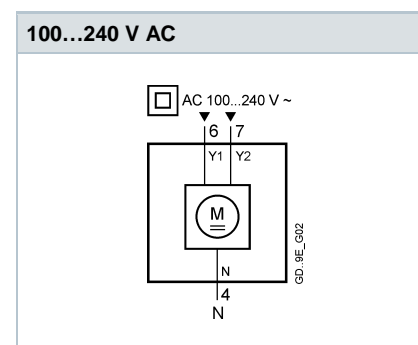 100...240 V AC
AC 100...240 V ~
6 7
Y1 Y2
M
N
4
N
GD..9E_G02